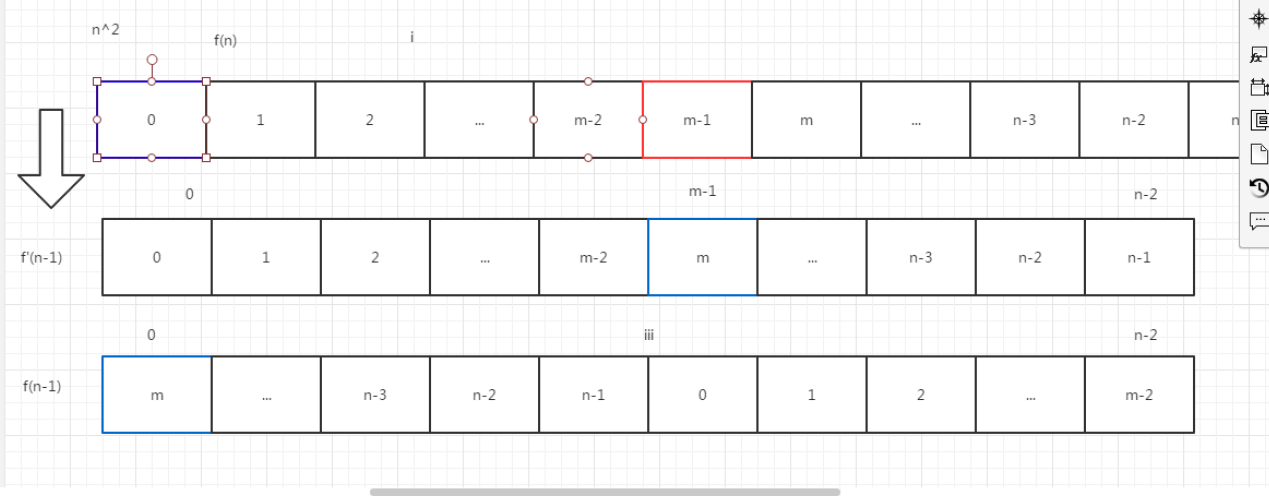 n^2
f(n)
i
0 1 2 ... m-2 m-1 m ... n-3 n-2 n
0 m-1 n-2
f'(n-1) 0 1 2 ... m-2 m ... n-3 n-2 n-1
0 iii n-2
f(n-1) m ... n-3 n-2 n-1 0 1 2 ... m-2